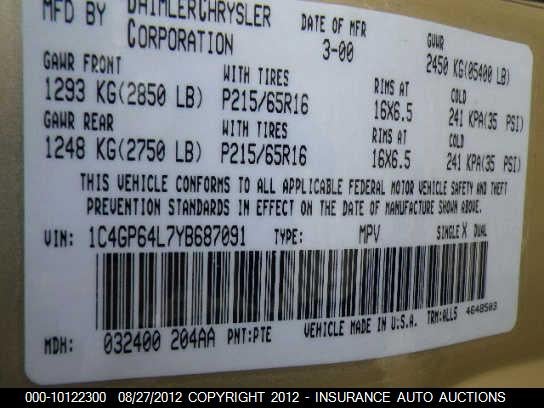 MFD BY DAIMLERCHRYSLER DATE OF MFR GVWR
CORPORATION 3-00 2450 KG(05400 LB)
GAWR FRONT WITH TIRES RIMS AT COLD
1293 KG(2850 LB) P215/65R16 16X6.5 241 KPA(35 PSI)
GAWR REAR WITH TIRES RIMS AT COLD
1248 KG(2750 LB) P215/65R16 16X6.5 241 KPA(35 PSI)
THIS VEHICLE CONFORMS TO ALL APPLICABLE FEDERAL MOTOR VEHICLE SAFETY AND THEFT
PREVENTION STANDARDS IN EFFECT ON THE DATE OF MANUFACTURE SHOWN ABOVE.
VIN: 1C4GP64L7YB687091 TYPE: MPV SINGLE X DUAL
MDH: 032400 204AA PNT:PTE VEHICLE MADE IN U.S.A. TRM:ALL5 4648503
000-10122300 08/27/2012 COPYRIGHT 2012 - INSURANCE AUTO AUCTIONS